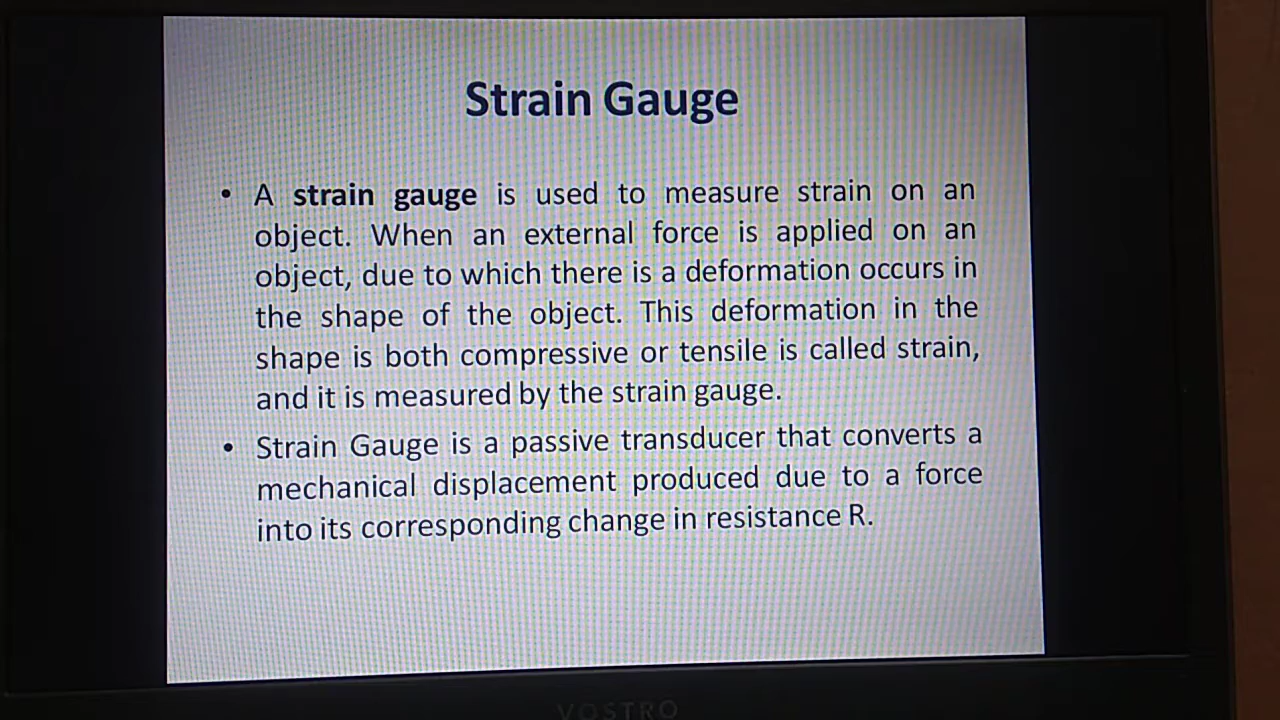 Strain Gauge
• A strain gauge is used to measure strain on an
object. When an external force is applied on an
object, due to which there is a deformation occurs in
the shape of the object. This deformation in the
shape is both compressive or tensile is called strain,
and it is measured by the strain gauge.
• Strain Gauge is a passive transducer that converts a
mechanical displacement produced due to a force
into its corresponding change in resistance R.
VOSTRO